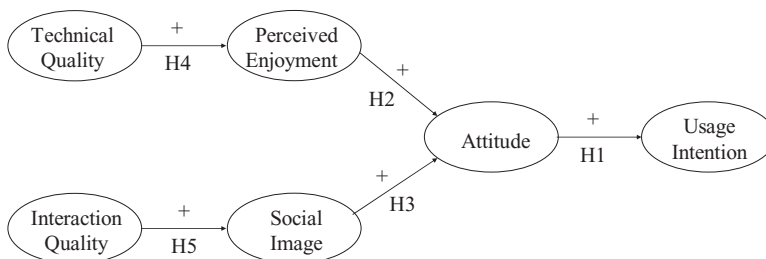 Technical
Quality
+
H4
Perceived
Enjoyment
+
H2
Attitude
+
H1
Usage
Intention
Interaction
Quality
+
H5
Social
Image
+
H3